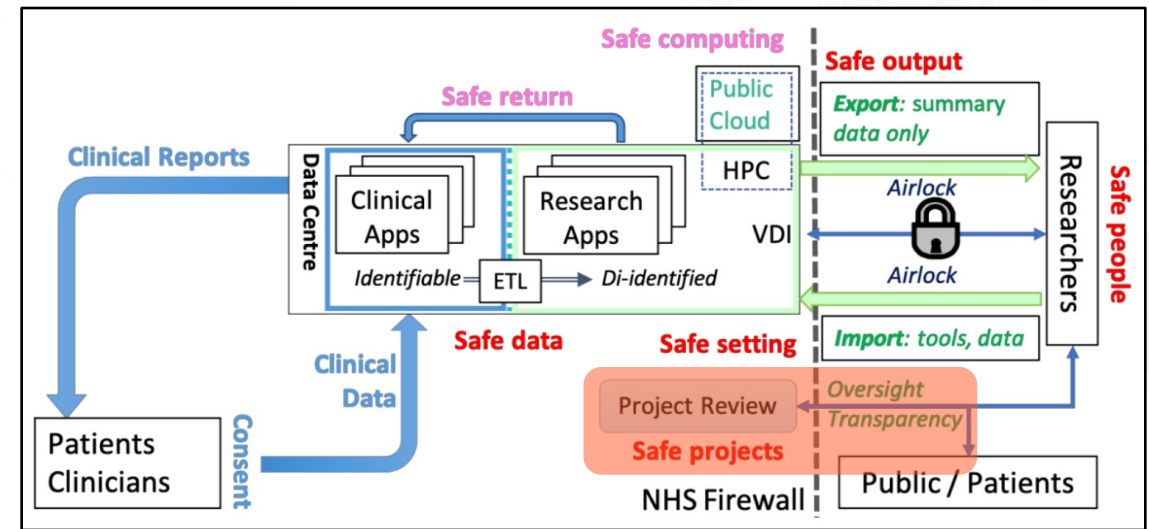 Safe computing
Safe output
Safe return
Public
Cloud
Export: summary
data only
Clinical Reports
Data Centre
Clinical
Apps
Research
Apps
HPC
VDI
Airlock
Airlock
Researchers
Safe people
Identifiable
ETL
Di-identified
Safe data
Safe setting
Import: tools, data
Clinical
Data
Project Review
Oversight
Transparency
Safe projects
Patients
Clinicians
Consent
NHS Firewall
Public / Patients